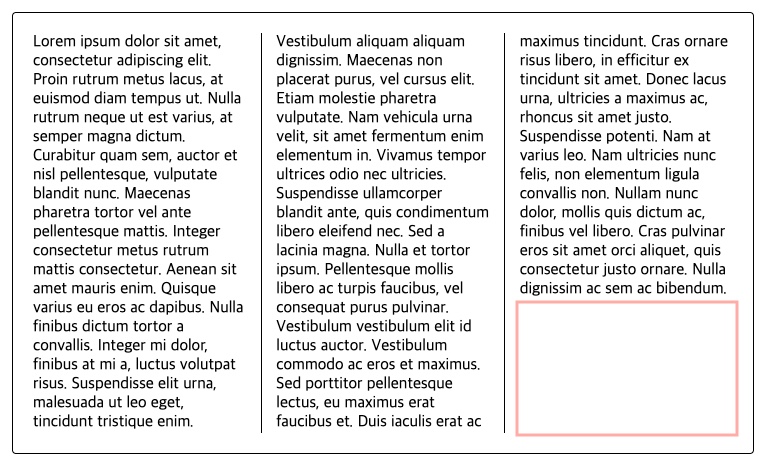 Lorem ipsum dolor sit amet,
consectetur adipiscing elit.
Proin rutrum metus lacus, at
euismod diam tempus ut. Nulla
rutrum neque ut est varius, at
semper magna dictum.
Curabitur quam sem, auctor et
nisl pellentesque, vulputate
blandit nunc. Maecenas
pharetra tortor vel ante
pellentesque mattis. Integer
consectetur metus rutrum
mattis consectetur. Aenean sit
amet mauris enim. Quisque
varius eu eros ac dapibus. Nulla
finibus dictum tortor a
convallis. Integer mi dolor,
finibus at mi a, luctus volutpat
risus. Suspendisse elit urna,
malesuada ut leo eget,
tincidunt tristique enim.
Vestibulum aliquam aliquam
dignissim. Maecenas non
placerat purus, vel cursus elit.
Etiam molestie pharetra
vulputate. Nam vehicula urna
velit, sit amet fermentum enim
elementum in. Vivamus tempor
ultrices odio nec ultricies.
Suspendisse ullamcorper
blandit ante, quis condimentum
libero eleifend nec. Sed a
lacinia magna. Nulla et tortor
ipsum. Pellentesque mollis
libero ac turpis faucibus, vel
consequat purus pulvinar.
Vestibulum vestibulum elit id
luctus auctor. Vestibulum
commodo ac eros et maximus.
Sed porttitor pellentesque
lectus, eu maximus erat
faucibus et. Duis iaculis erat ac
maximus tincidunt. Cras ornare
risus libero, in efficitur ex
tincidunt sit amet. Donec lacus
urna, ultricies a maximus ac,
rhoncus sit amet justo.
Suspendisse potenti. Nam at
varius leo. Nam ultricies nunc
felis, non elementum ligula
convallis non. Nullam nunc
dolor, mollis quis dictum ac,
finibus vel libero. Cras pulvinar
eros sit amet orci aliquet, quis
consectetur justo ornare. Nulla
dignissim ac sem ac bibendum.